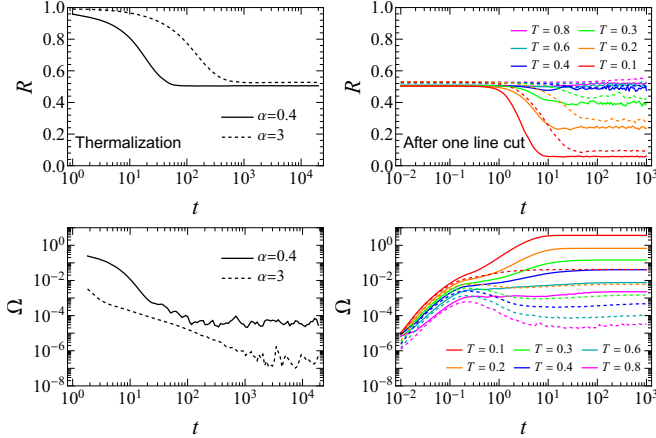 1.0
0.8
0.6
0.4
0.2
0.0
R
α=0.4
α=3
Thermalization
10^0 10^1 10^2 10^3 10^4
t
1.0
0.8
0.6
0.4
0.2
0.0
R
T = 0.8 T = 0.3
T = 0.6 T = 0.2
T = 0.4 T = 0.1
After one line cut
10^-2 10^-1 10^0 10^1 10^2 10^3
t
10^0
10^-2
10^-4
10^-6
10^-8
Ω
α=0.4
α=3
10^0 10^1 10^2 10^3 10^4
t
10^0
10^-2
10^-4
10^-6
10^-8
Ω
T = 0.1 T = 0.3 T = 0.6
T = 0.2 T = 0.4 T = 0.8
10^-2 10^-1 10^0 10^1 10^2 10^3
t